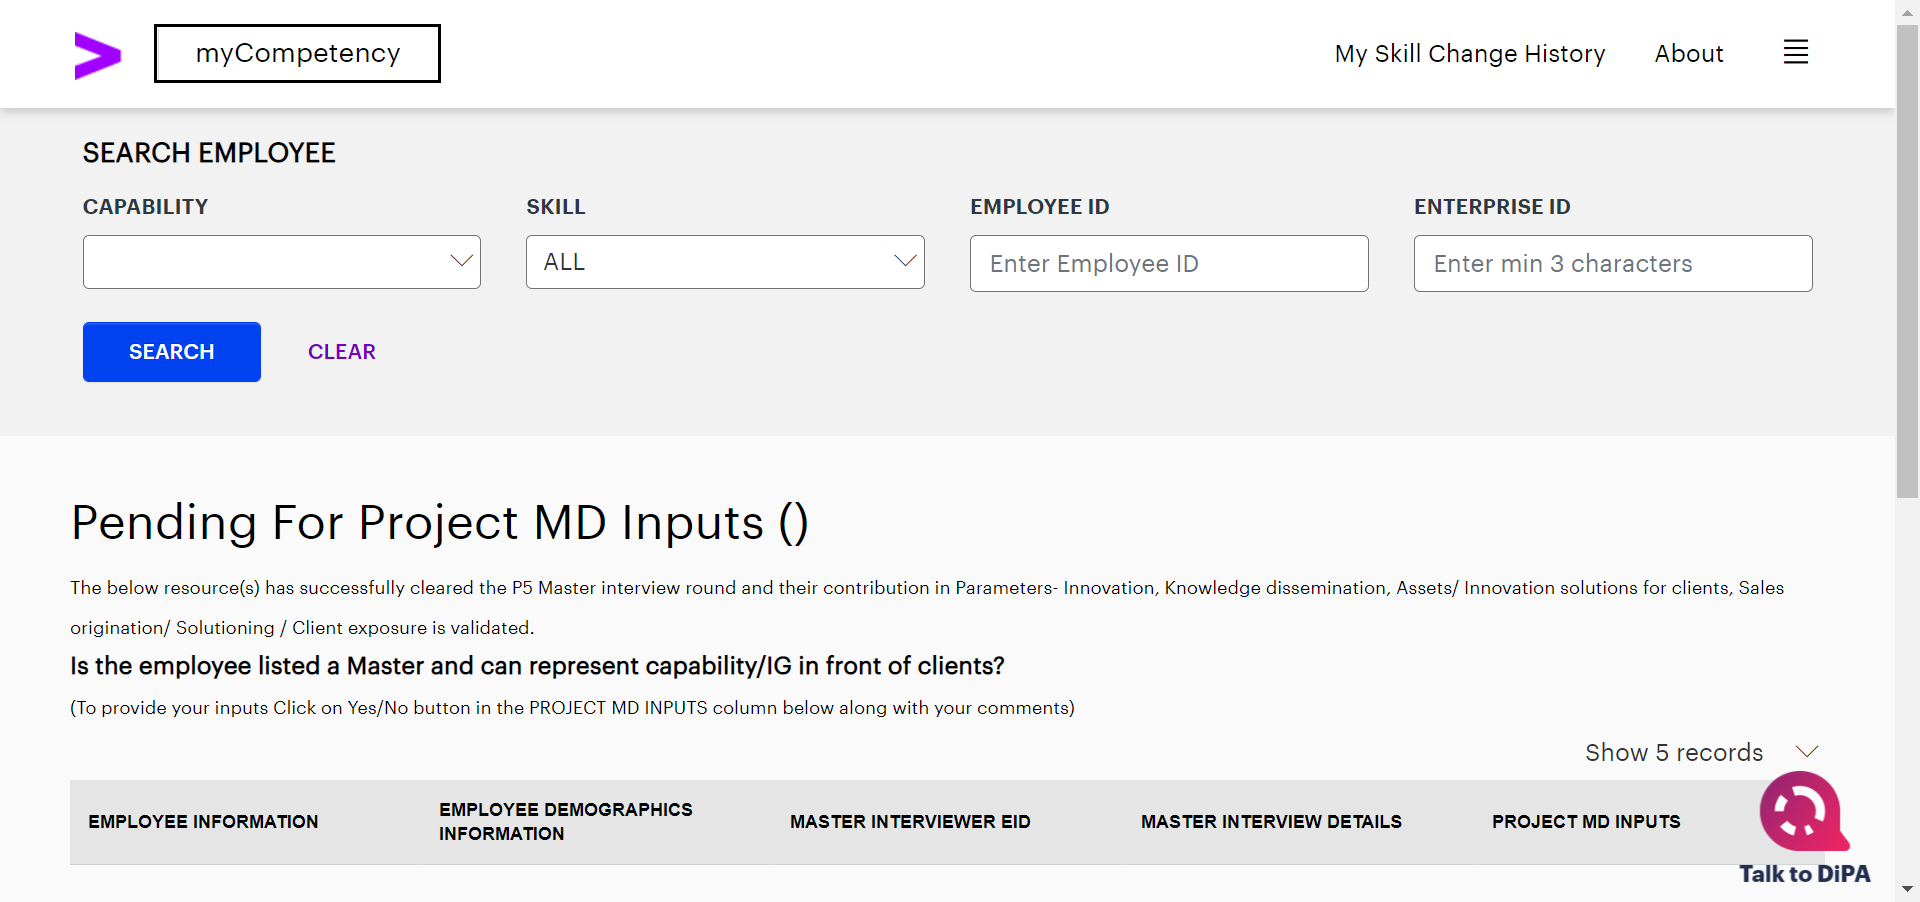 myCompetency
My Skill Change History
About
SEARCH EMPLOYEE
CAPABILITY
SKILL
EMPLOYEE ID
ENTERPRISE ID
ALL
Enter Employee ID
Enter min 3 characters
SEARCH
CLEAR
Pending For Project MD Inputs ()
The below resource(s) has successfully cleared the P5 Master interview round and their contribution in Parameters- Innovation, Knowledge dissemination, Assets/ Innovation solutions for clients, Sales
origination/ Solutioning / Client exposure is validated.
Is the employee listed a Master and can represent capability/IG in front of clients?
(To provide your inputs Click on Yes/No button in the PROJECT MD INPUTS column below along with your comments)
Show 5 records
EMPLOYEE INFORMATION
EMPLOYEE DEMOGRAPHICS
INFORMATION
MASTER INTERVIEWER EID
MASTER INTERVIEW DETAILS
PROJECT MD INPUTS
Talk to DiPA